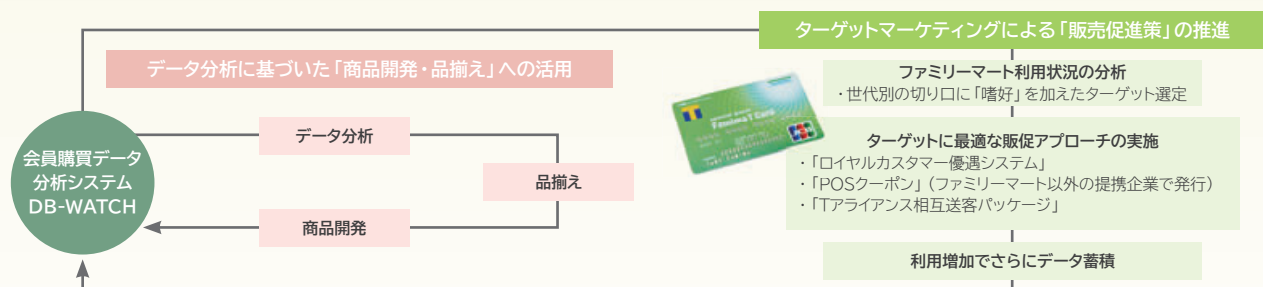 ターゲットマーケティングによる「販売促進策」の推進
データ分析に基づいた「商品開発・品揃え」への活用
ファミリーマート利用状況の分析
・世代別の切り口に「嗜好」を加えたターゲット選定
会員購買データ
分析システム
DB-WATCH
データ分析
品揃え
商品開発
Famima T Card
JCB
ターゲットに最適な販促アプローチの実施
・「ロイヤルカスタマー優遇システム」
・「POSクーポン」（ファミリーマート以外の提携企業で発行）
・「Tアライアンス相互送客パッケージ」
利用増加でさらにデータ蓄積